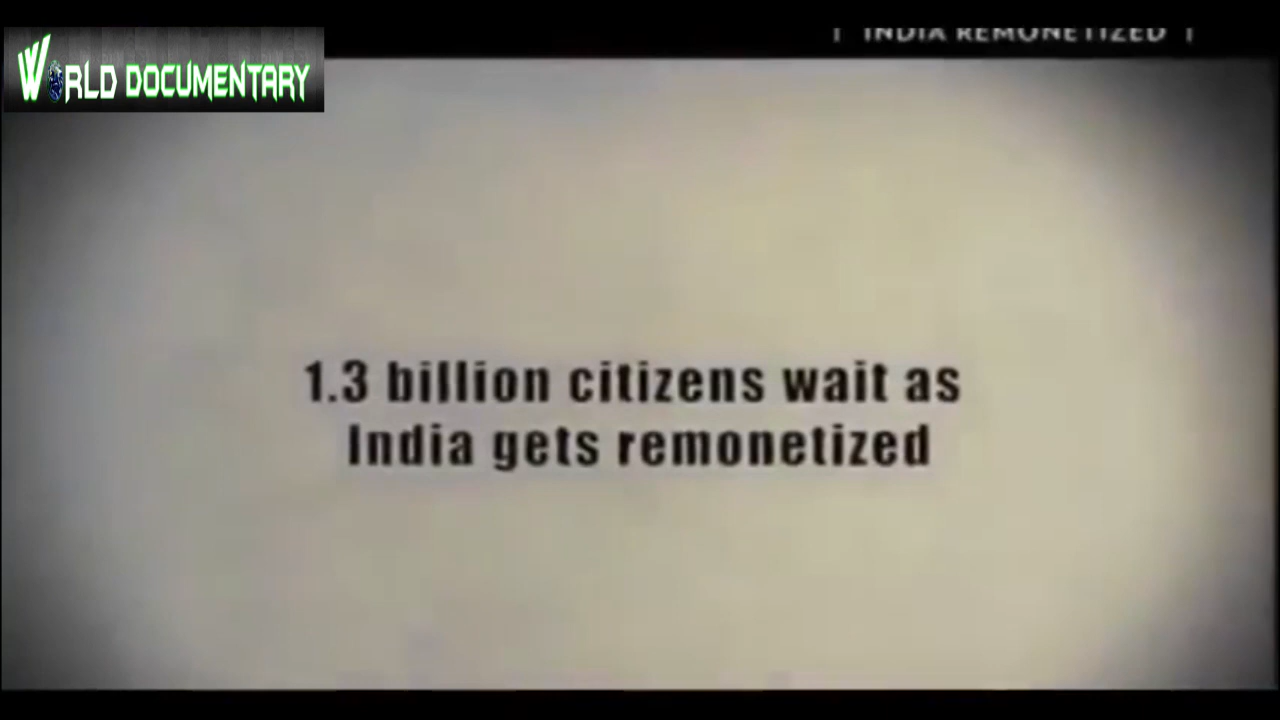 WORLD DOCUMENTARY
| INDIA REMONETIZED |
1.3 billion citizens wait as
India gets remonetized